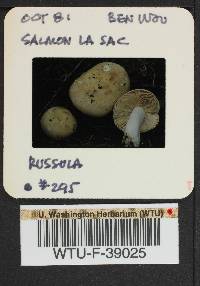 OCT 81 BEN WOO
SALMON LA SAC
RUSSULA
#295
U. Washington Herbarium (WTU)
WTU-F-39025